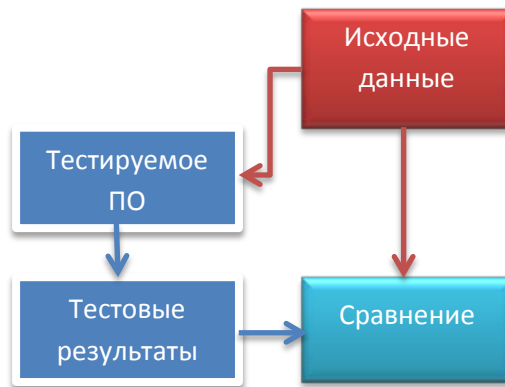 Исходные
данные
Тестируемое
ПО
Тестовые
результаты
Сравнение